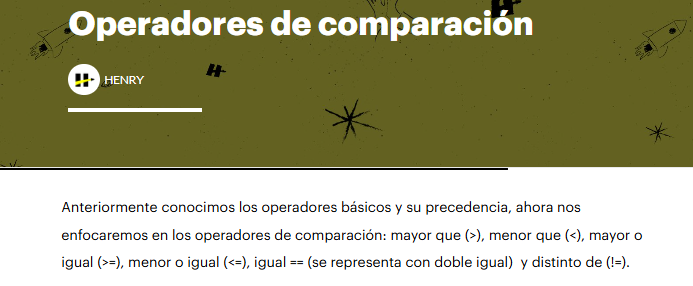 Operadores de comparación
HENRY
Anteriormente conocimos los operadores básicos y su precedencia, ahora nos
enfocaremos en los operadores de comparación: mayor que (>), menor que (<), mayor o
igual (>=), menor o igual (<=), igual == (se representa con doble igual)  y distinto de (!=).